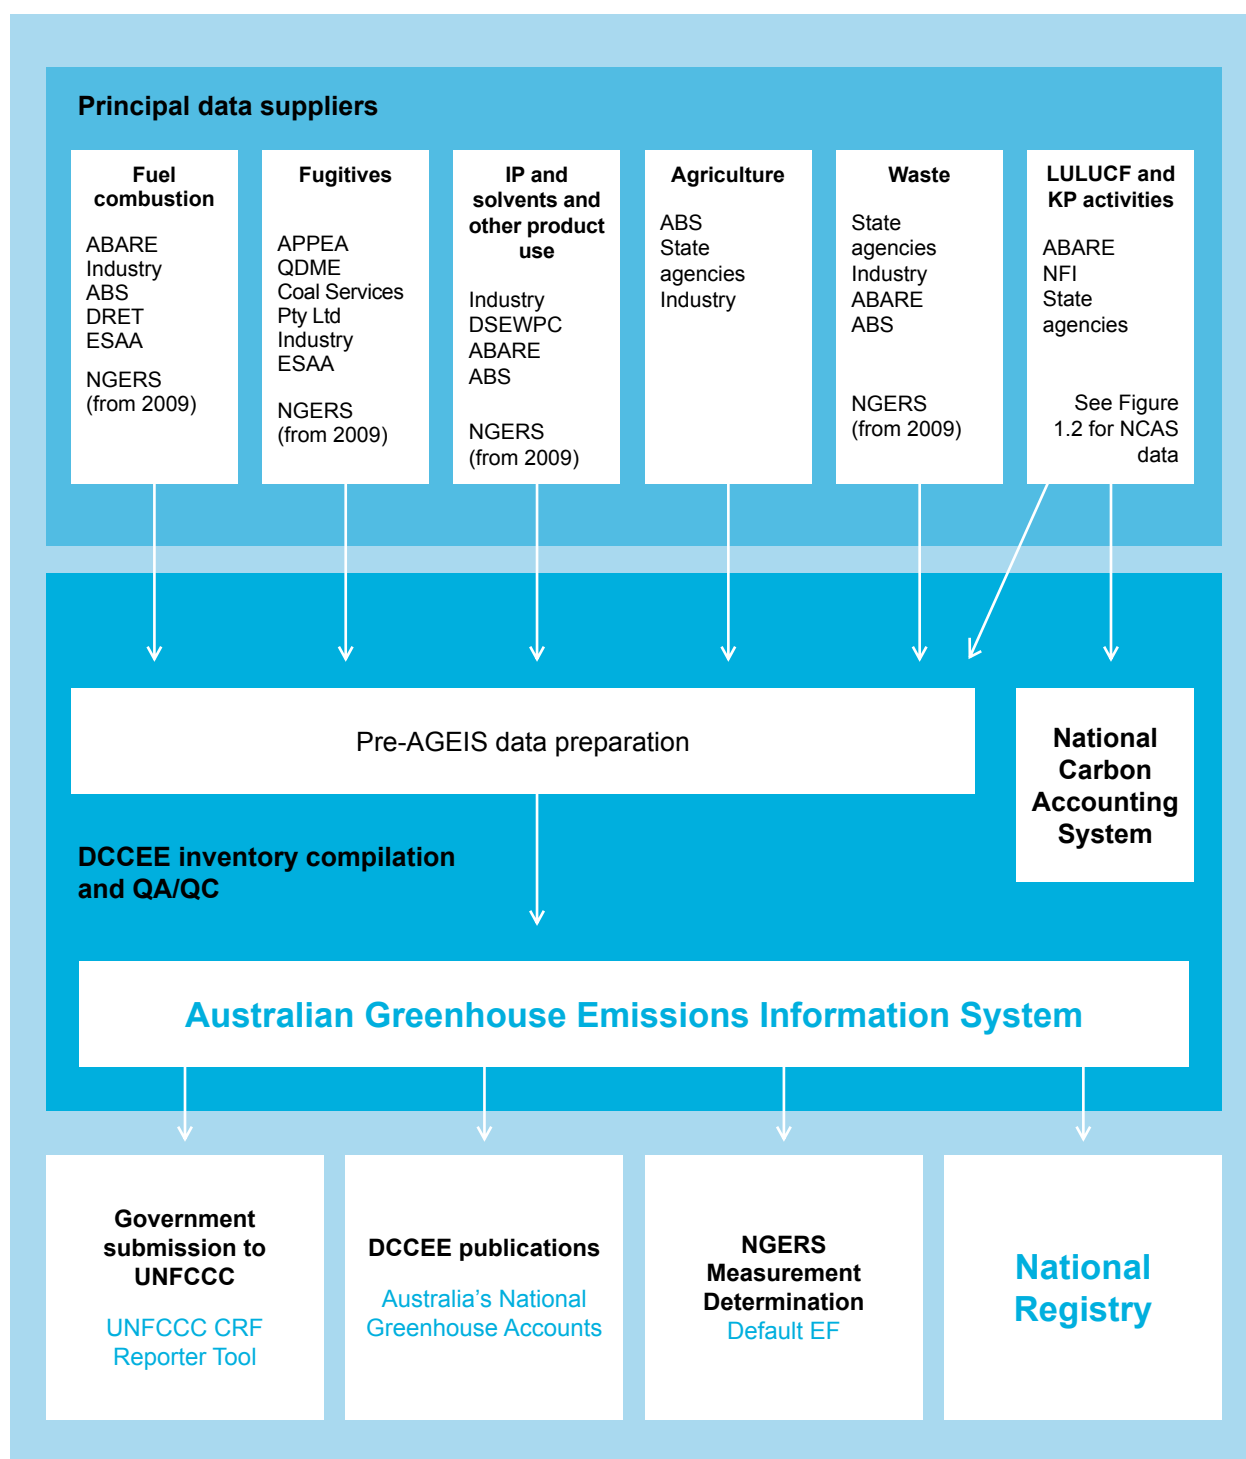 Principal data suppliers
Fuel
combustion
ABARE
Industry
ABS
DRET
ESAA
NGERS
(from 2009)
Fugitives
APPEA
QDME
Coal Services
Pty Ltd
Industry
ESAA
NGERS
(from 2009)
IP and
solvents and
other product
use
Industry
DSEWPC
ABARE
ABS
NGERS
(from 2009)
Agriculture
ABS
State
agencies
Industry
Waste
State
agencies
Industry
ABARE
ABS
NGERS
(from 2009)
LULUCF and
KP activities
ABARE
NFI
State
agencies
See Figure
1.2 for NCAS
data
Pre-AGEIS data preparation
National
Carbon
Accounting
System
DCCEE inventory compilation
and QA/QC
Australian Greenhouse Emissions Information System
Government
submission to
UNFCCC
UNFCCC CRF
Reporter Tool
DCCEE publications
Australia’s National
Greenhouse Accounts
NGERS
Measurement
Determination
Default EF
National
Registry